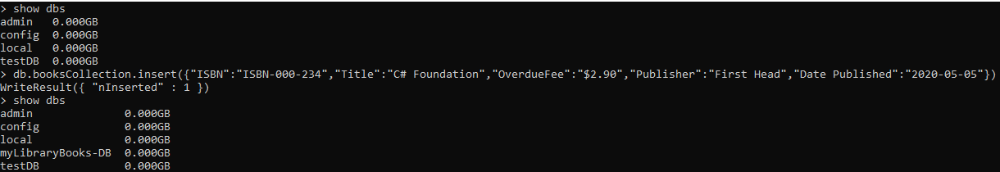 > show dbs
admin   0.000GB
config  0.000GB
local   0.000GB
testDB  0.000GB
> db.booksCollection.insert({"ISBN":"ISBN-000-234","Title":"C# Foundation","OverdueFee":"$2.90","Publisher":"First Head","Date Published":"2020-05-05"})
WriteResult({ "nInserted" : 1 })
> show dbs
admin              0.000GB
config             0.000GB
local              0.000GB
myLibraryBooks-DB  0.000GB
testDB             0.000GB